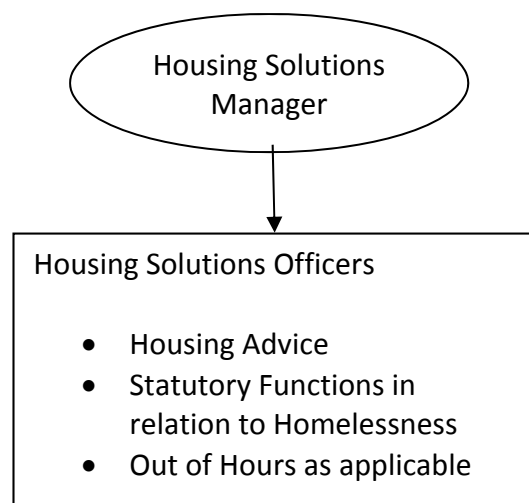 Housing Solutions
Manager
Housing Solutions Officers
• Housing Advice
• Statutory Functions in
relation to Homelessness
• Out of Hours as applicable